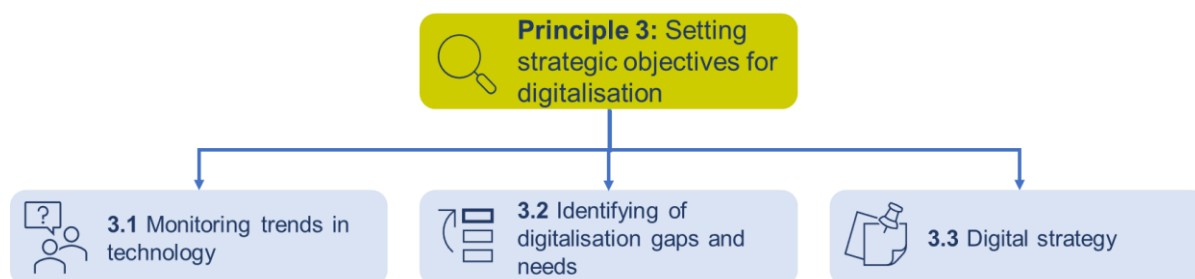 Principle 3: Setting
strategic objectives for
digitalisation
?
3.1 Monitoring trends in
technology
3.2 Identifying of
digitalisation gaps and
needs
3.3 Digital strategy